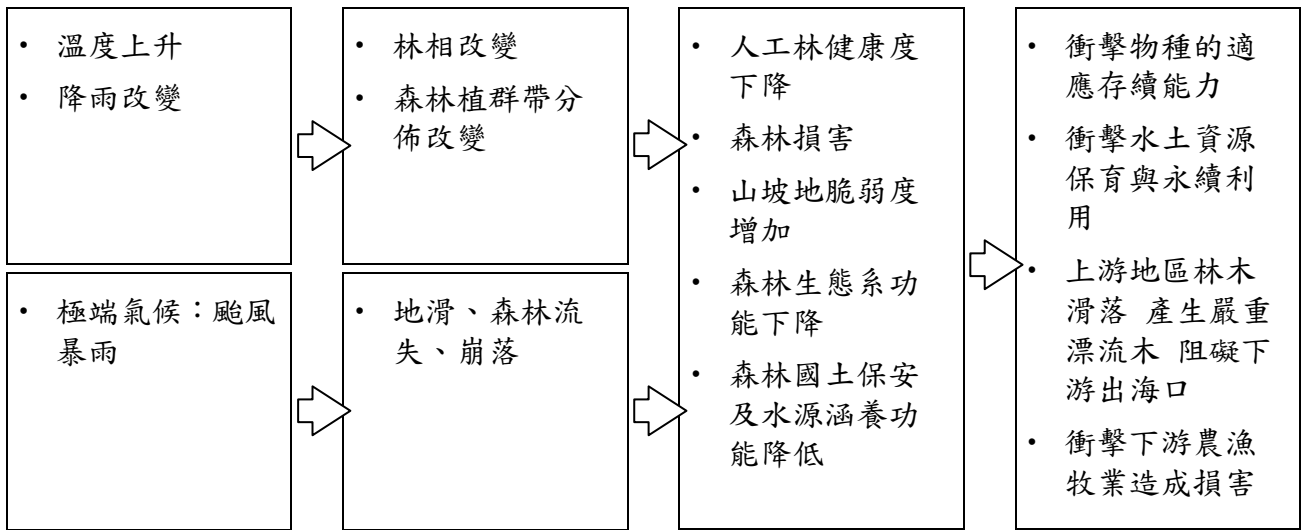 • 溫度上升
• 降雨改變
• 極端氣候：颱風
暴雨
• 林相改變
• 森林植群帶分
佈改變
• 地滑、森林流
失、崩落
• 人工林健康度
下降
• 森林損害
• 山坡地脆弱度
增加
• 森林生態系功
能下降
• 森林國土保安
及水源涵養功
能降低
• 衝擊物種的適
應存續能力
• 衝擊水土資源
保育與永續利
用
• 上游地區林木
滑落 產生嚴重
漂流木 阻礙下
游出海口
• 衝擊下游農漁
牧業造成損害